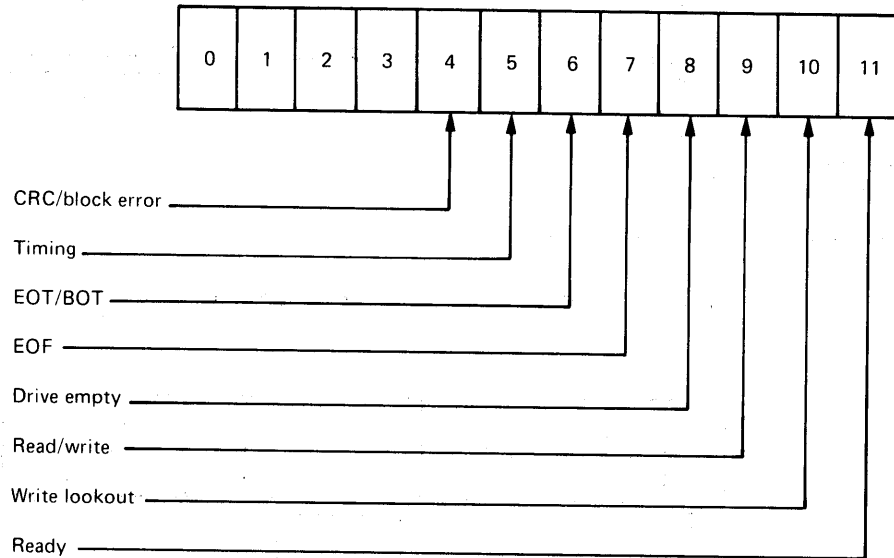 0 1 2 3 4 5 6 7 8 9 10 11
CRC/block error
Timing
EOT/BOT
EOF
Drive empty
Read/write
Write lookout
Ready